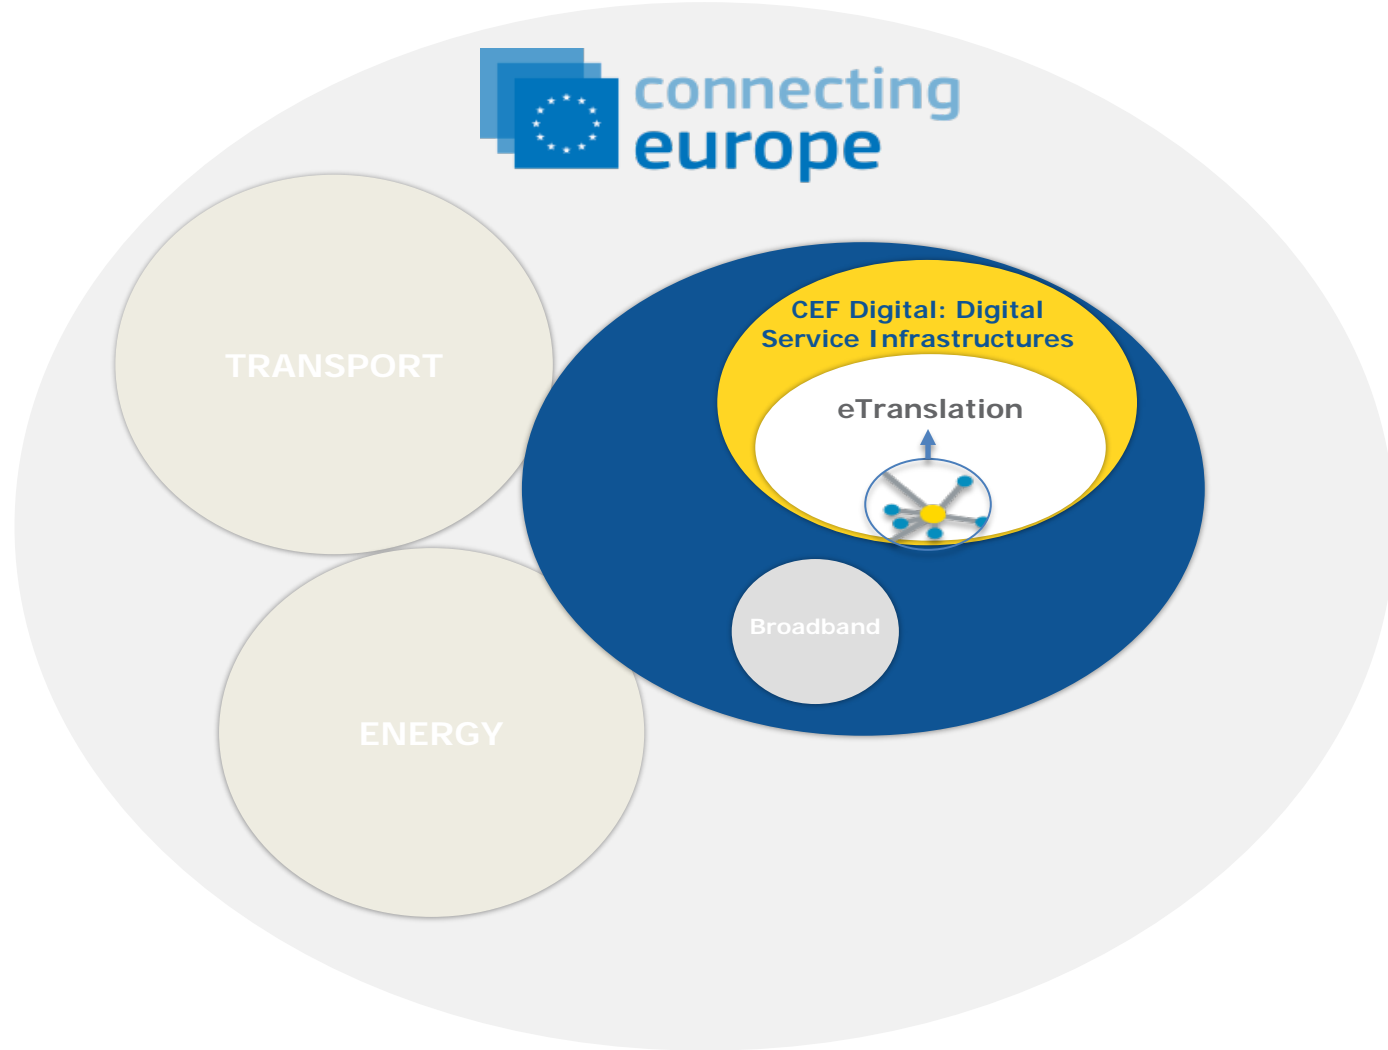 connecting
europe
TRANSPORT
CEF Digital: Digital
Service Infrastructures
eTranslation
Broadband
ENERGY